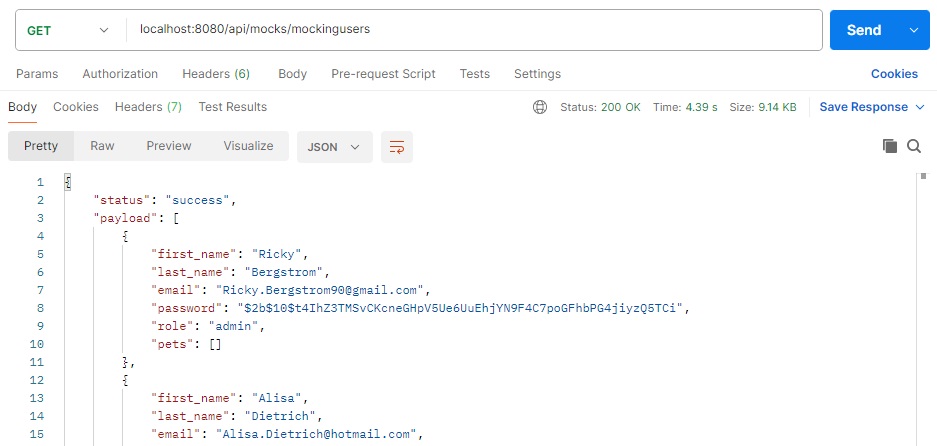 GET localhost:8080/api/mocks/mockingusers Send
Params Authorization Headers (6) Body Pre-request Script Tests Settings Cookies
Body Cookies Headers (7) Test Results Status: 200 OK Time: 4.39 s Size: 9.14 KB Save Response
Pretty Raw Preview Visualize JSON
1 {
2 "status": "success",
3 "payload": [
4 {
5 "first_name": "Ricky",
6 "last_name": "Bergstrom",
7 "email": "Ricky.Bergstrom90@gmail.com",
8 "password": "$2b$10$t4IhZ3TMSvCKcneGHpV5Ue6UuEhjYN9F4C7poGFhbPG4jiyzQ5TCi",
9 "role": "admin",
10 "pets": []
11 },
12 {
13 "first_name": "Alisa",
14 "last_name": "Dietrich",
15 "email": "Alisa.Dietrich@hotmail.com",